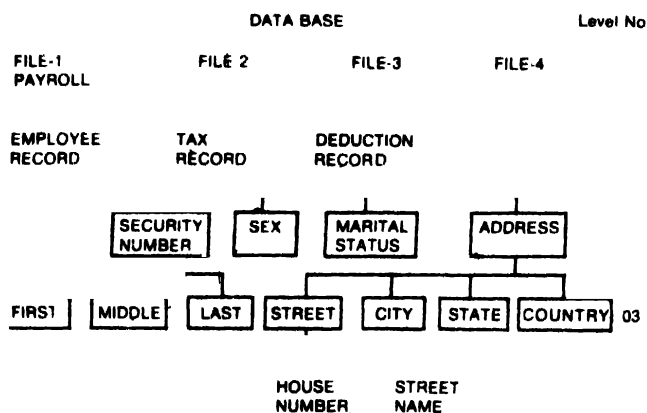 DATA BASE Level No
FILE-1 FILE 2 FILE-3 FILE-4
PAYROLL
EMPLOYEE TAX DEDUCTION
RECORD RECORD RECORD
SECURITY SEX MARITAL ADDRESS
NUMBER STATUS
FIRST MIDDLE LAST STREET CITY STATE COUNTRY 03
HOUSE STREET
NUMBER NAME